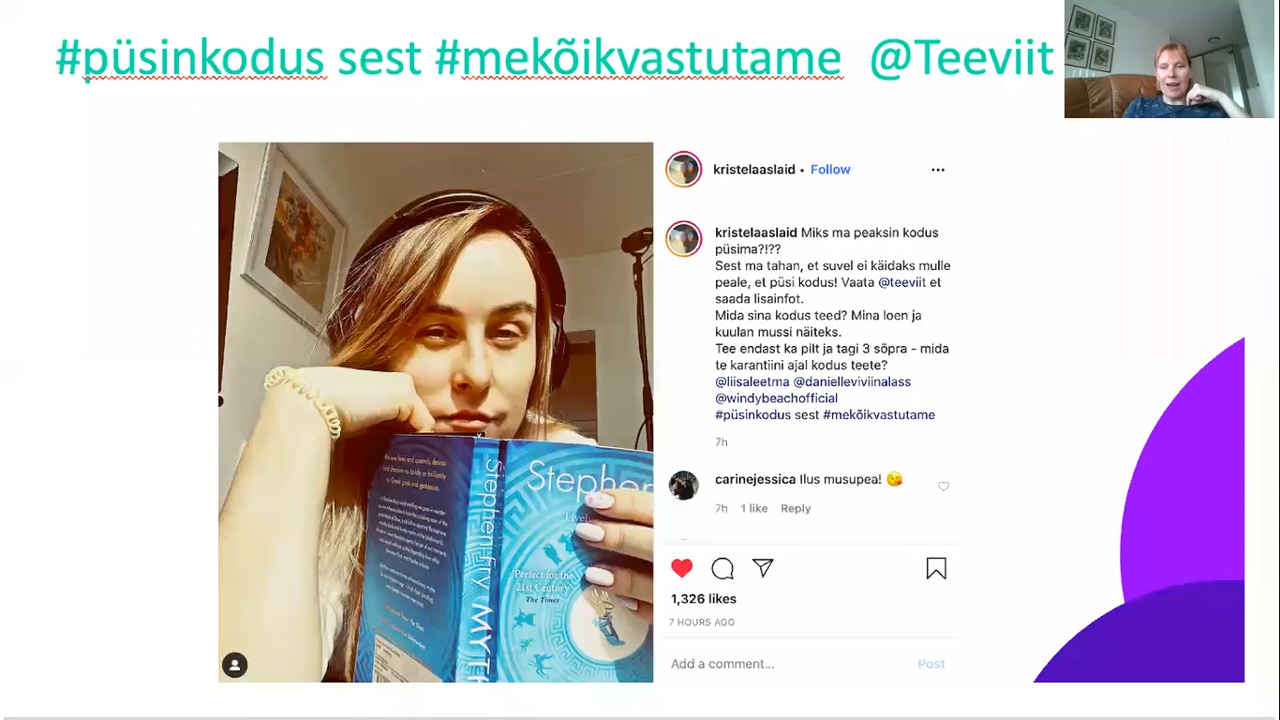 #püsinkodus sest #mekõikvastutame @Teeviit
kristelaaslaid • Follow
kristelaaslaid Miks ma peaksin kodus
püsima?!??
Sest ma tahan, et suvel ei käidaks mulle
peale, et püsi kodus! Vaata @teeviit et
saada lisainfot.
Mida sina kodus teed? Mina loen ja
kuulan mussi näiteks.
Tee endast ka pilt ja tagi 3 sõpra - mida
te karantiini ajal kodus teete?
@liisaleetma @danielleviviinalass
@windybeachofficial
#püsinkodus sest #mekõikvastutame
7h
carinejessica Ilus musupea!
7h 1 like Reply
1,326 likes
7 HOURS AGO
Add a comment... Post
Stephen Fry MYTH
Stephen
Perfect for the
21st Century
The Times